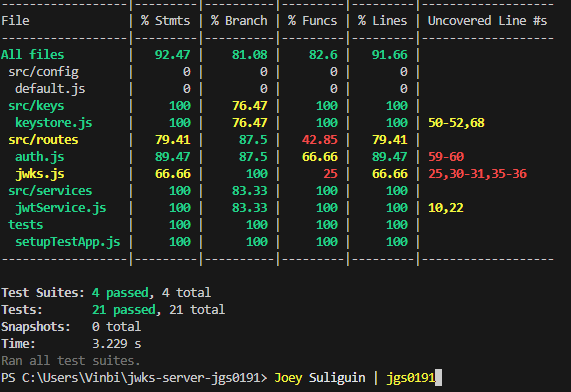 -------------------|---------|----------|---------|---------|-------------------
File               | % Stmts | % Branch | % Funcs | % Lines | Uncovered Line #s
-------------------|---------|----------|---------|---------|-------------------
All files          |   92.47 |    81.08 |    82.6 |   91.66 |
 src/config        |       0 |        0 |       0 |       0 |
  default.js       |       0 |        0 |       0 |       0 |
 src/keys          |     100 |    76.47 |     100 |     100 |
  keystore.js      |     100 |    76.47 |     100 |     100 | 50-52,68
 src/routes        |   79.41 |     87.5 |   42.85 |   79.41 |
  auth.js          |   89.47 |     87.5 |   66.66 |   89.47 | 59-60
  jwks.js          |   66.66 |      100 |      25 |   66.66 | 25,30-31,35-36
 src/services      |     100 |    83.33 |     100 |     100 |
  jwtService.js    |     100 |    83.33 |     100 |     100 | 10,22
 tests             |     100 |      100 |     100 |     100 |
  setupTestApp.js  |     100 |      100 |     100 |     100 |
-------------------|---------|----------|---------|---------|-------------------
Test Suites: 4 passed, 4 total
Tests:       21 passed, 21 total
Snapshots:   0 total
Time:        3.229 s
Ran all test suites.
PS C:\Users\Vinbi\jwks-server-jgs0191> Joey Suliguin | jgs0191